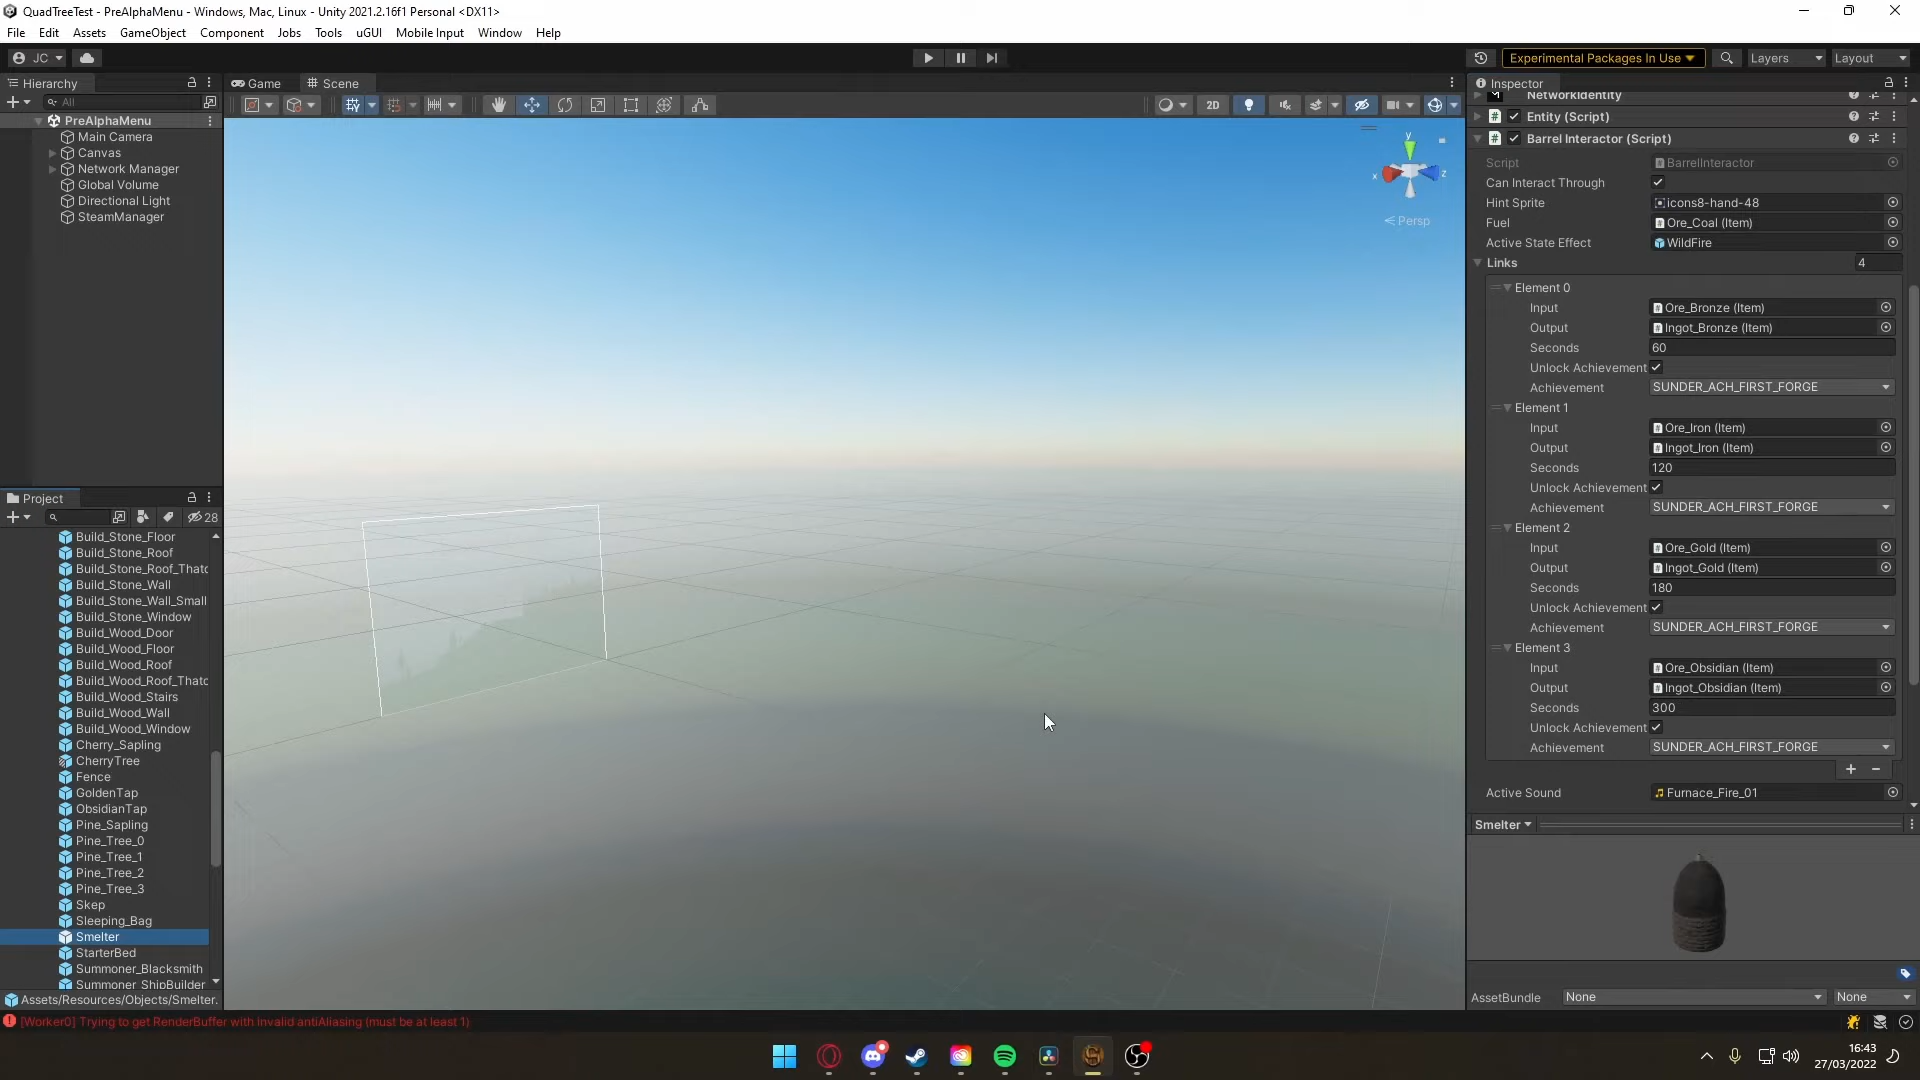 QuadTreeTest - PreAlphaMenu - Windows, Mac, Linux - Unity 2021.2.16f1 Personal <DX11>
File Edit Assets GameObject Component Jobs Tools uGUI Mobile Input Window Help
JC
Experimental Packages In Use
Layers
Layout
Hierarchy
Game
Scene
Inspector
All
2D
PreAlphaMenu
Main Camera
Canvas
Network Manager
Global Volume
Directional Light
SteamManager
y
x
z
Persp
Project
28
Build_Stone_Floor
Build_Stone_Roof
Build_Stone_Roof_Thatc
Build_Stone_Wall
Build_Stone_Wall_Small
Build_Stone_Window
Build_Wood_Door
Build_Wood_Floor
Build_Wood_Roof
Build_Wood_Roof_Thatc
Build_Wood_Stairs
Build_Wood_Wall
Build_Wood_Window
Cherry_Sapling
CherryTree
Fence
GoldenTap
ObsidianTap
Pine_Sapling
Pine_Tree_0
Pine_Tree_1
Pine_Tree_2
Pine_Tree_3
Skep
Sleeping_Bag
Smelter
StarterBed
Summoner_Blacksmith
Summoner_ShipBuilder
Assets/Resources/Objects/Smelter.
[Worker0] Trying to get RenderBuffer with invalid antiAliasing (must be at least 1)
NetworkIdentity
Entity (Script)
Barrel Interactor (Script)
Script BarrelInteractor
Can Interact Through
Hint Sprite icons8-hand-48
Fuel Ore_Coal (Item)
Active State Effect WildFire
Links 4
Element 0
Input Ore_Bronze (Item)
Output Ingot_Bronze (Item)
Seconds 60
Unlock Achievement
Achievement SUNDER_ACH_FIRST_FORGE
Element 1
Input Ore_Iron (Item)
Output Ingot_Iron (Item)
Seconds 120
Unlock Achievement
Achievement SUNDER_ACH_FIRST_FORGE
Element 2
Input Ore_Gold (Item)
Output Ingot_Gold (Item)
Seconds 180
Unlock Achievement
Achievement SUNDER_ACH_FIRST_FORGE
Element 3
Input Ore_Obsidian (Item)
Output Ingot_Obsidian (Item)
Seconds 300
Unlock Achievement
Achievement SUNDER_ACH_FIRST_FORGE
Active Sound Furnace_Fire_01
Smelter
AssetBundle None None
16:43
27/03/2022